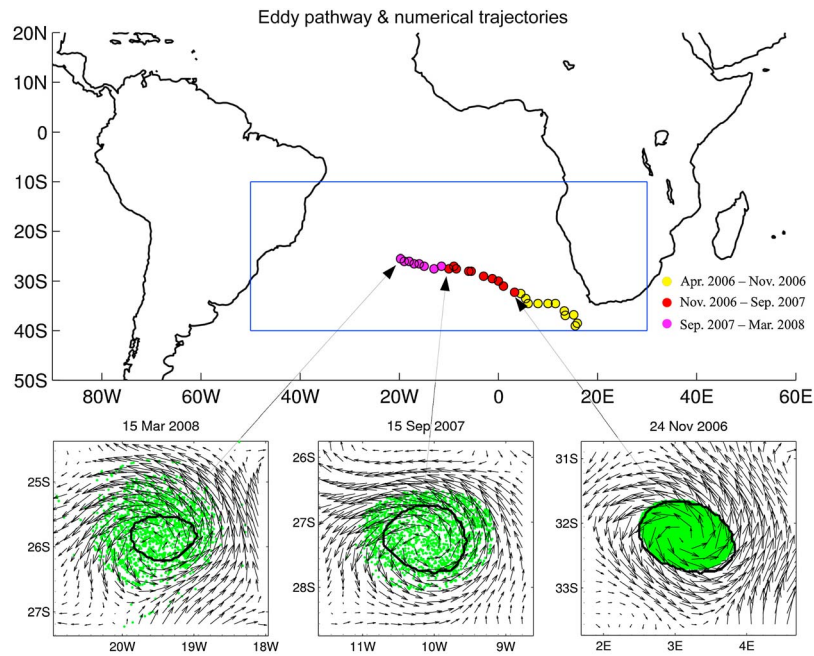 Eddy pathway & numerical trajectories
20N
10N
0
10S
20S
30S
40S
50S
Apr. 2006 – Nov. 2006
Nov. 2006 – Sep. 2007
Sep. 2007 – Mar. 2008
80W 60W 40W 20W 0 20E 40E 60E
15 Mar 2008
25S
26S
27S
20W 19W 18W
15 Sep 2007
26S
27S
28S
11W 10W 9W
24 Nov 2006
31S
32S
33S
2E 3E 4E